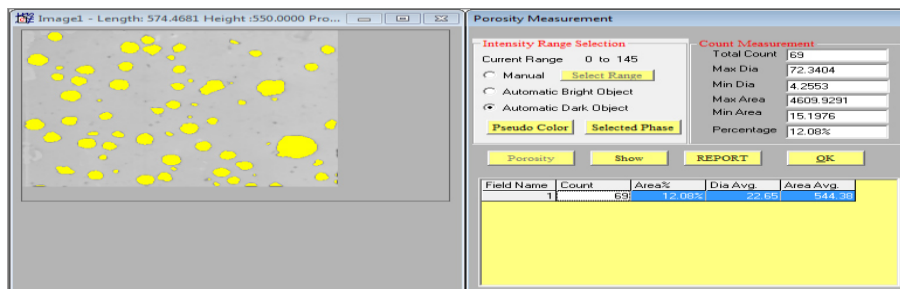 Image1 - Length: 574.4681 Height :550.0000 Pro...
Porosity Measurement
Intensity Range Selection
Current Range 0 to 145
Manual Select Range
Automatic Bright Object
Automatic Dark Object
Pseudo Color Selected Phase
Count Measurement
Total Count 69
Max Dia 72.3404
Min Dia 4.2553
Max Area 4609.9291
Min Area 15.1976
Percentage 12.08%
Porosity Show REPORT OK
Field Name Count Area% Dia Avg. Area Avg.
1 69 12.08% 22.65 544.38